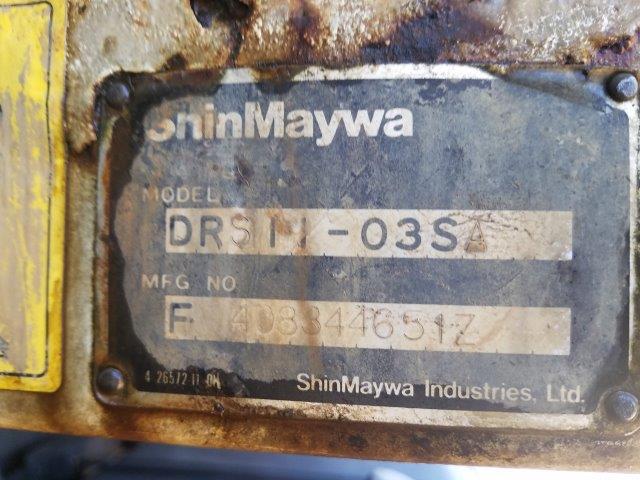 ShinMaywa
MODEL
DRS11-03SA
MFG NO
F 408344651Z
ShinMaywa Industries, Ltd.